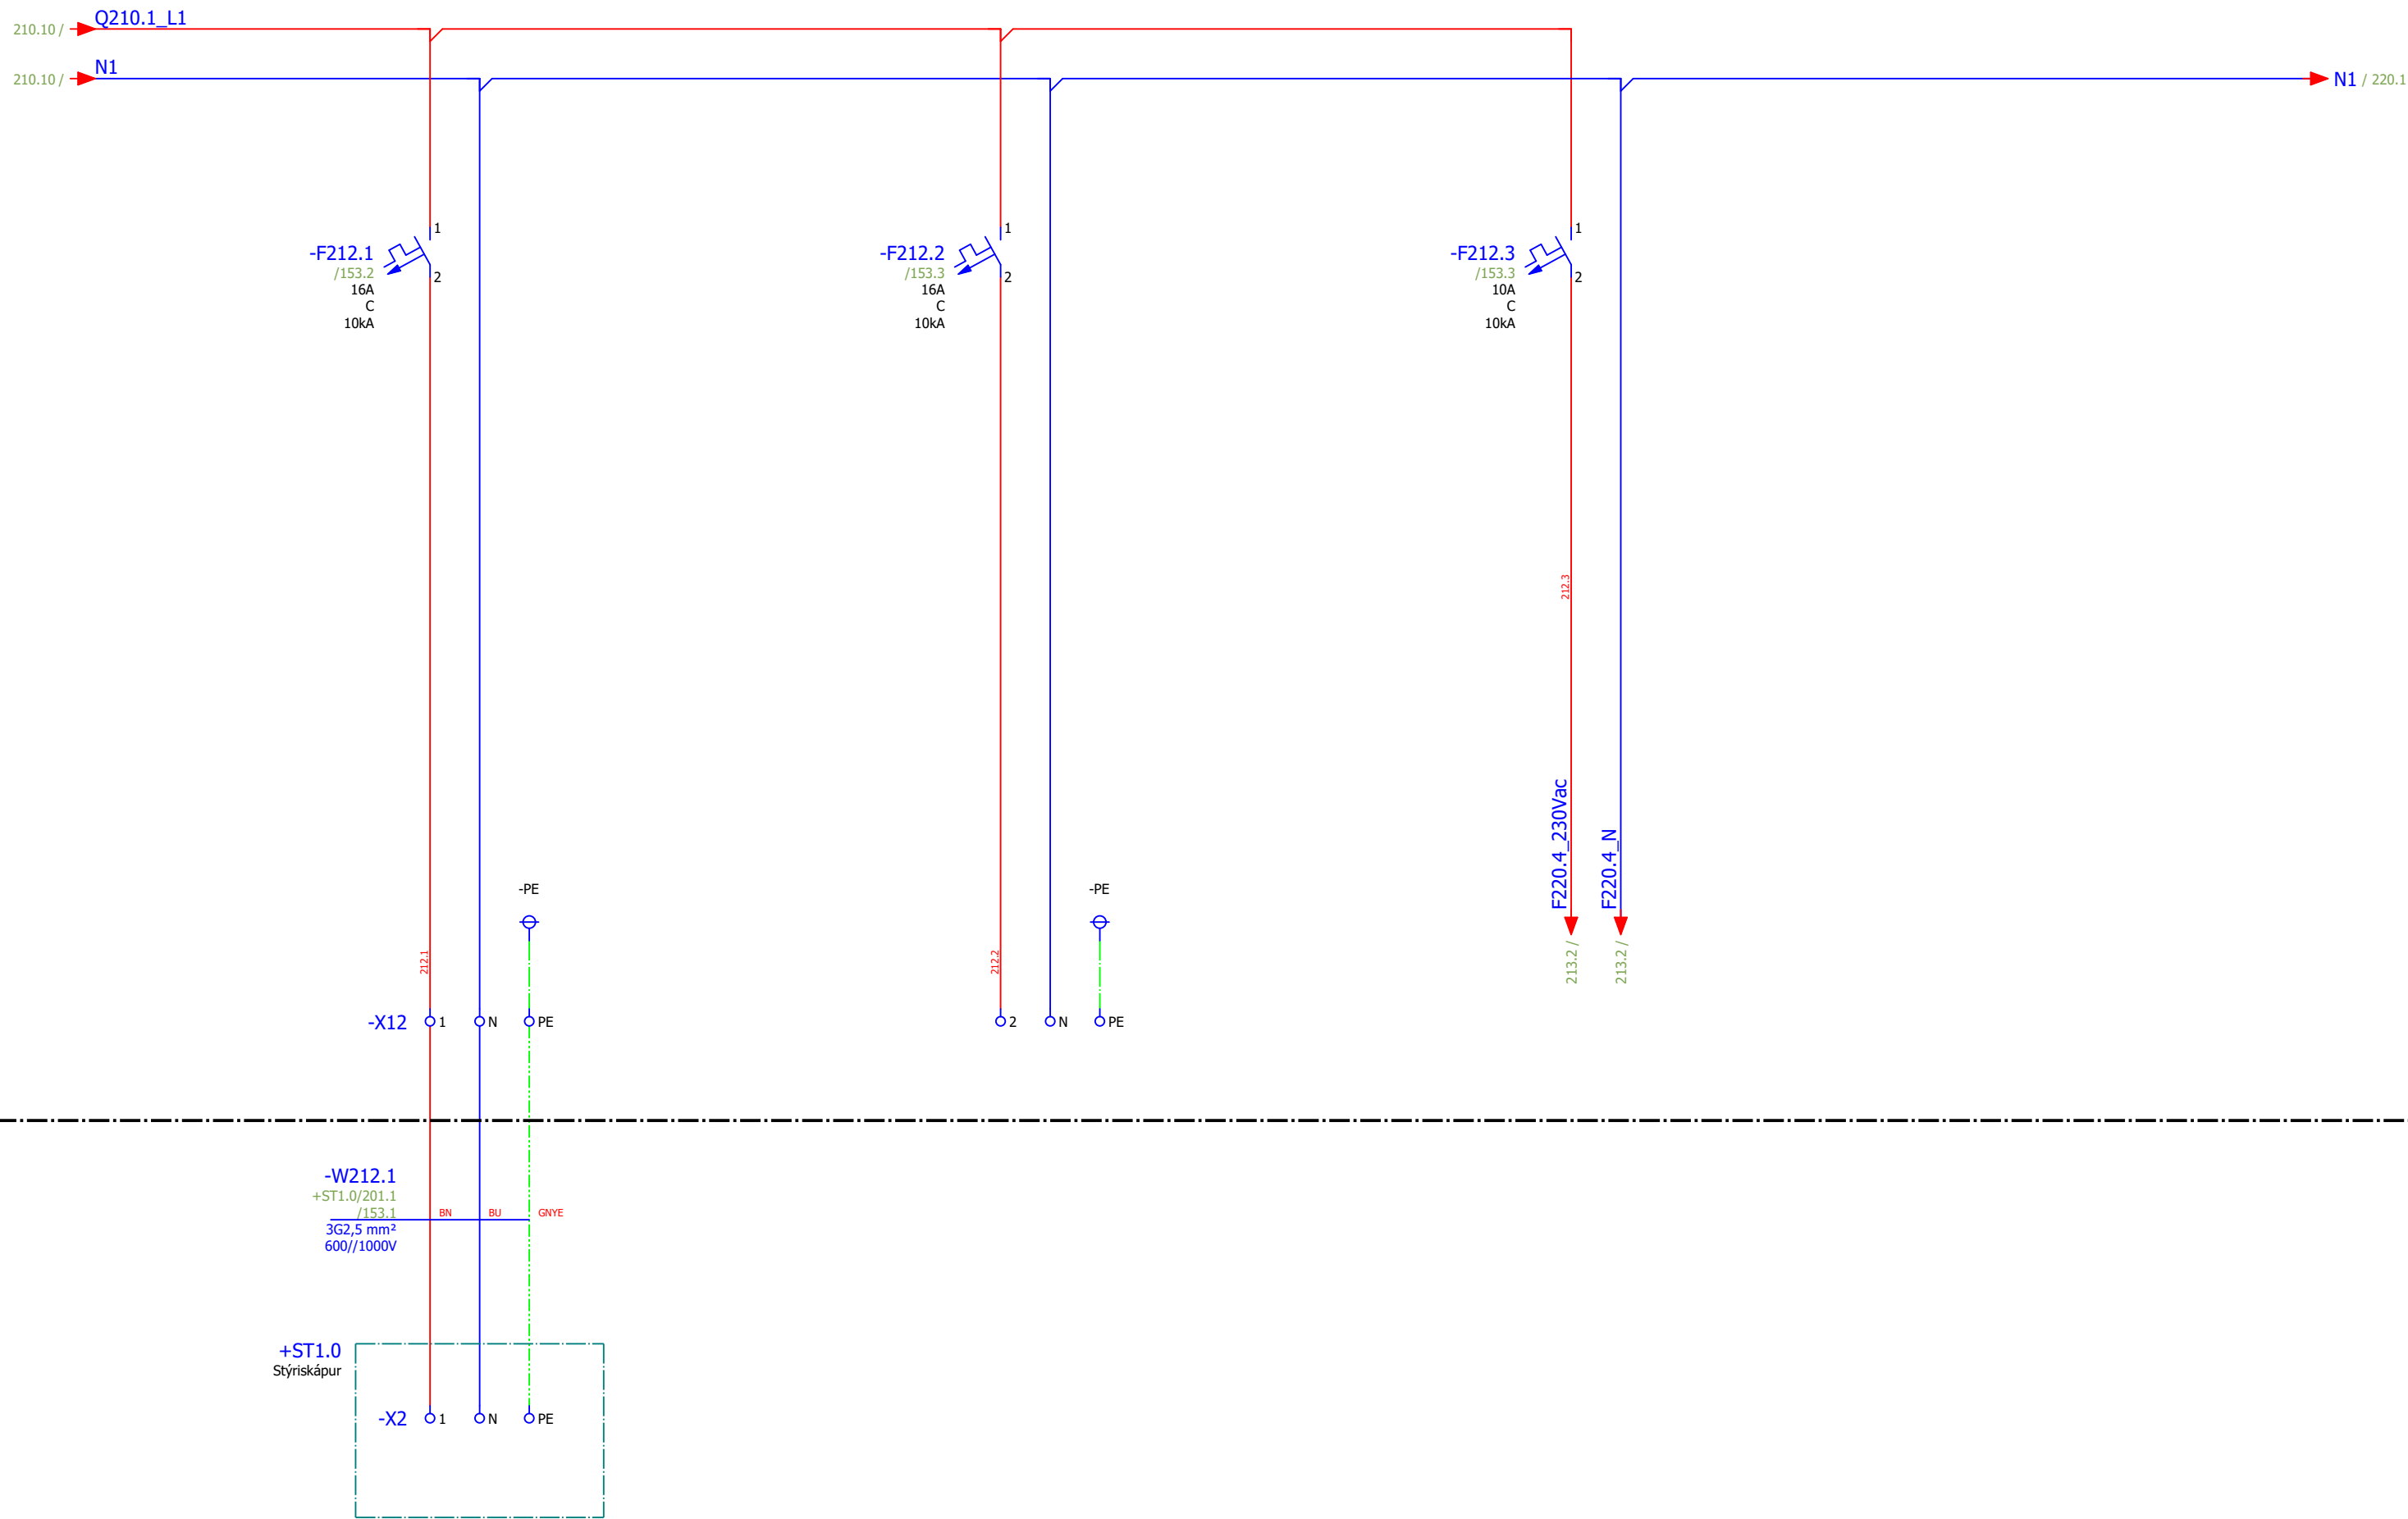 Q210.1_L1
210.10 /
N1
210.10 /
N1 / 220.1
-F212.1
/153.2
16A
C
10kA
1
2
-F212.2
/153.3
16A
C
10kA
1
2
-F212.3
/153.3
10A
C
10kA
1
2
212.3
F220.4_230Vac
F220.4_N
213.2 /
213.2 /
-PE
-PE
212.1
212.2
-X12
1
N
PE
2
N
PE
-W212.1
+ST1.0/201.1
/153.1
3G2,5 mm²
600//1000V
BN
BU
GNYE
+ST1.0
Stýriskápur
-X2
1
N
PE